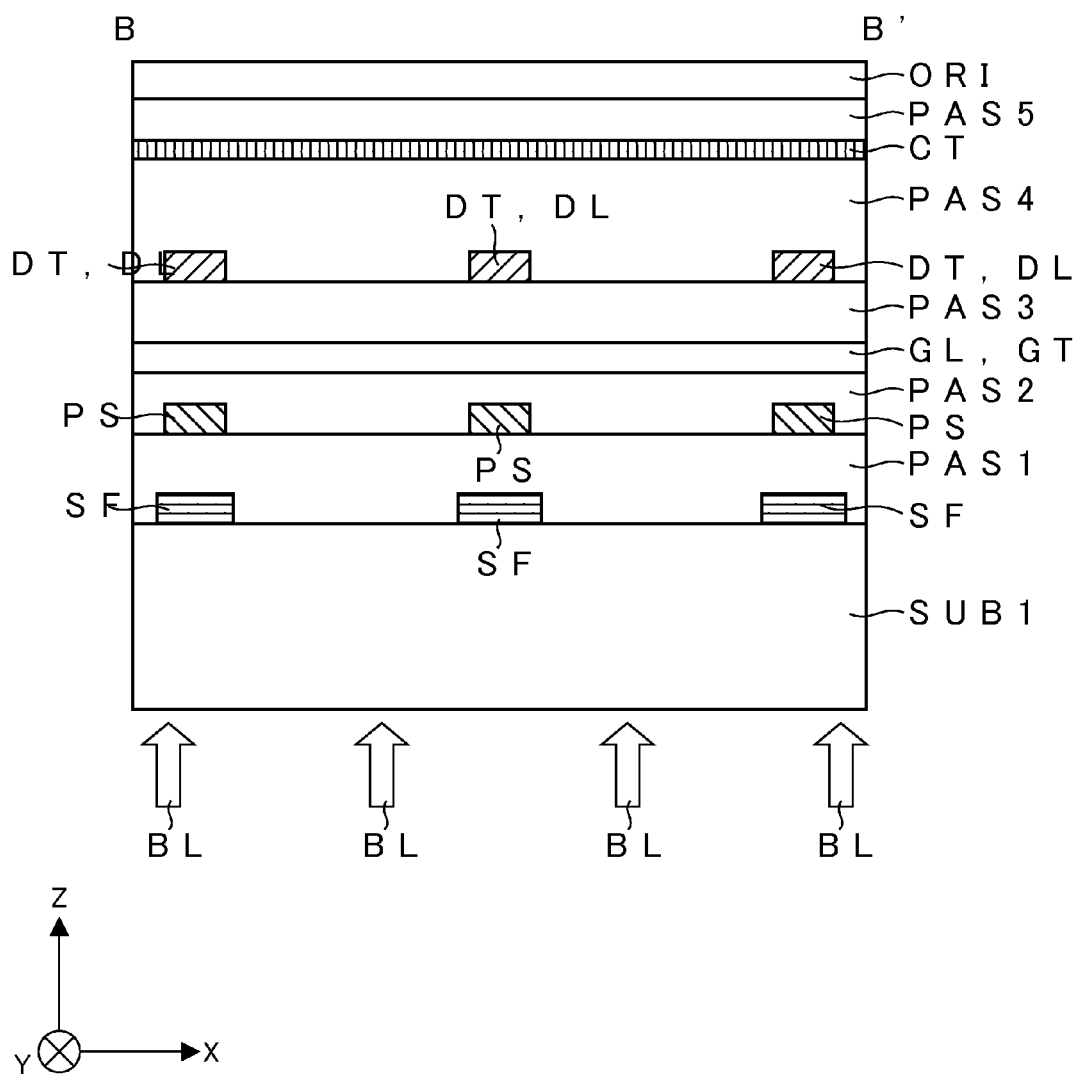 B B'
ORI
PAS5
CT
PAS4
DT, DL
DT, DL
DT, DL
PAS3
GL, GT
PAS2
PS
PS
PS
PAS1
SF
SF
SF
SUB1
BL BL BL BL
Z
Y X